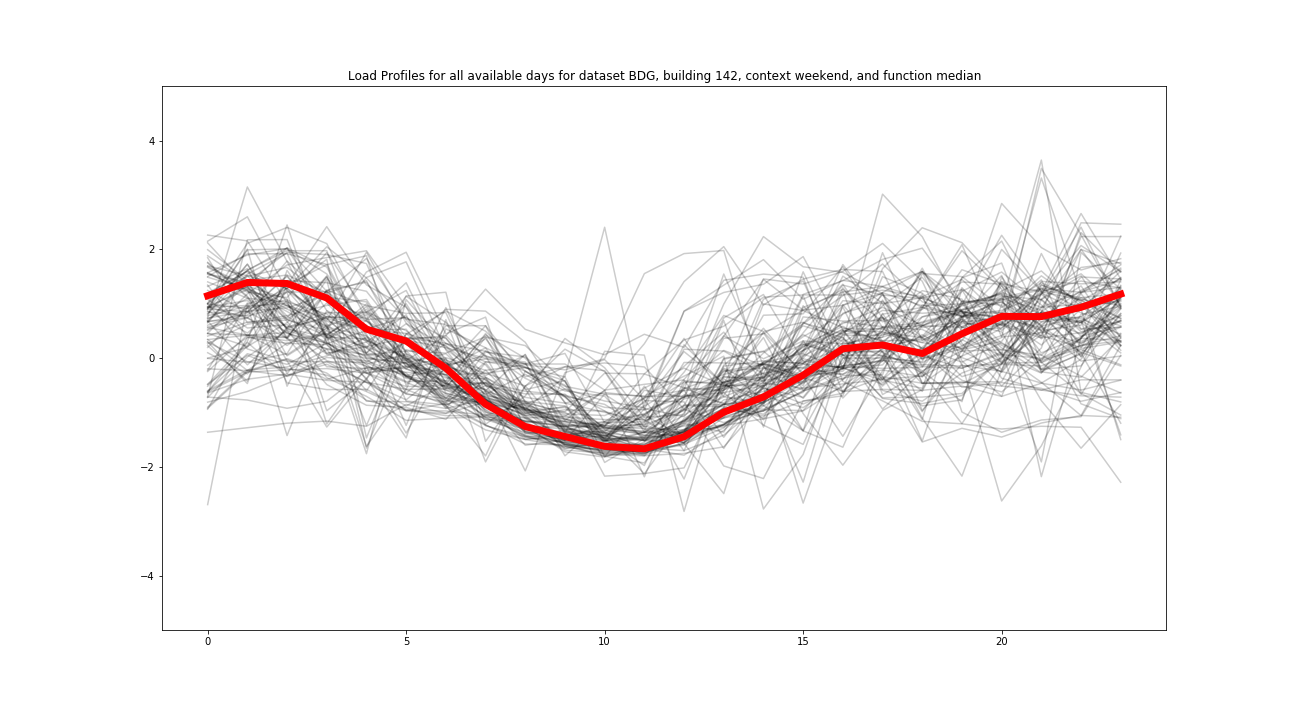 Load Profiles for all available days for dataset BDG, building 142, context weekend, and function median
4
2
0
−2
−4
0 5 10 15 20